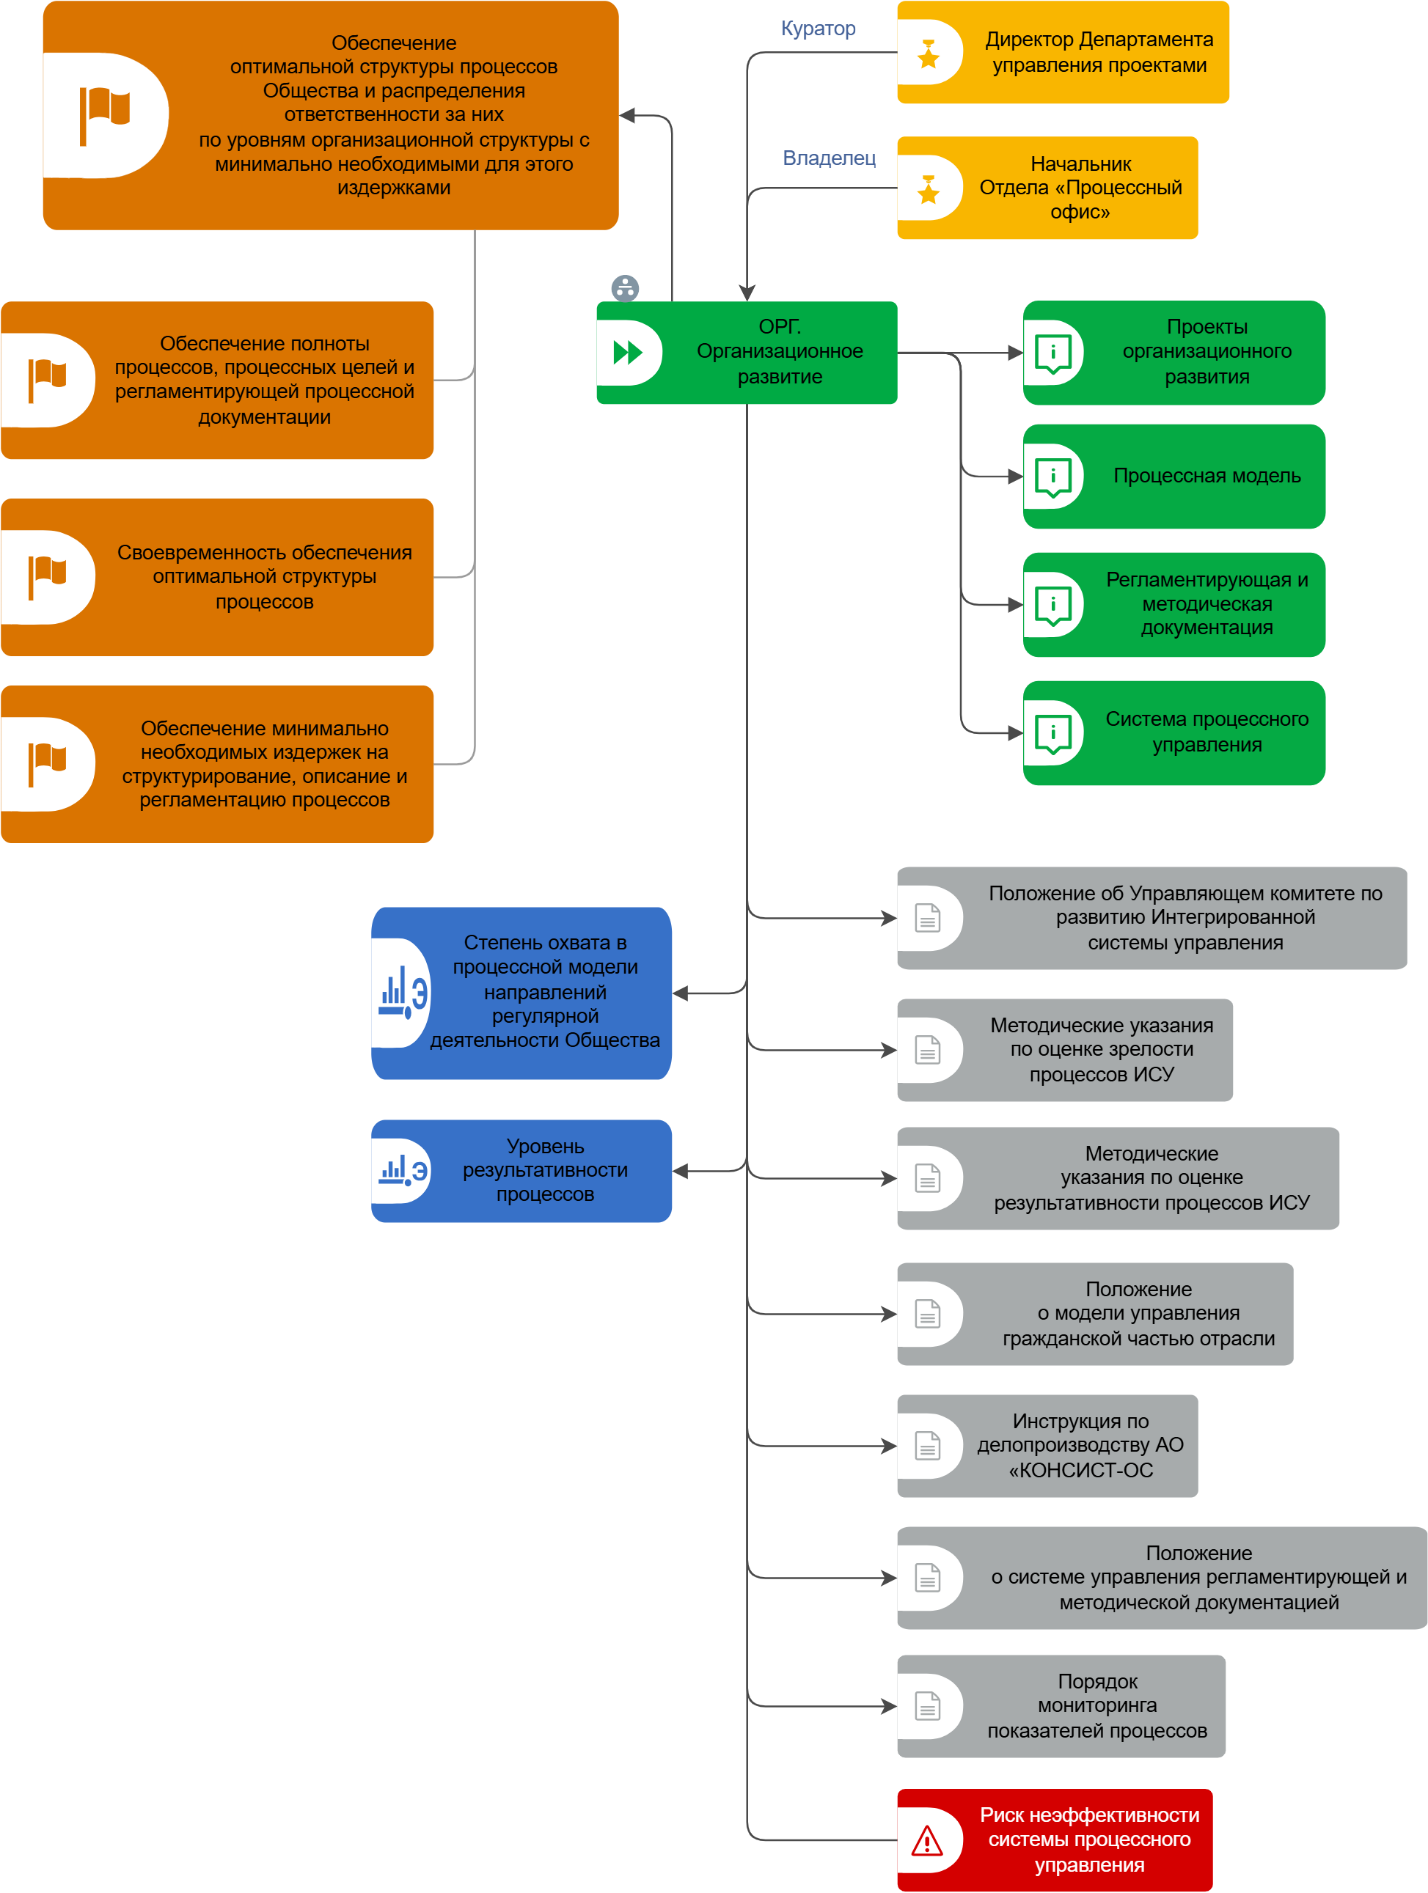 Обеспечение
оптимальной структуры процессов
Общества и распределения
ответственности за них
по уровням организационной структуры с
минимально необходимыми для этого
издержками
Куратор
Директор Департамента
управления проектами
Владелец
Начальник
Отдела «Процессный
офис»
Обеспечение полноты
процессов, процессных целей и
регламентирующей процессной
документации
Своевременность обеспечения
оптимальной структуры
процессов
Обеспечение минимально
необходимых издержек на
структурирование, описание и
регламентацию процессов
ОРГ.
Организационное
развитие
Проекты
организационного
развития
Процессная модель
Регламентирующая и
методическая
документация
Система процессного
управления
Э
Степень охвата в
процессной модели
направлений
регулярной
деятельности Общества
Э
Уровень
результативности
процессов
Положение об Управляющем комитете по
развитию Интегрированной
системы управления
Методические указания
по оценке зрелости
процессов ИСУ
Методические
указания по оценке
результативности процессов ИСУ
Положение
о модели управления
гражданской частью отрасли
Инструкция по
делопроизводству АО
«КОНСИСТ-ОС
Положение
о системе управления регламентирующей и
методической документацией
Порядок
мониторинга
показателей процессов
Риск неэффективности
системы процессного
управления